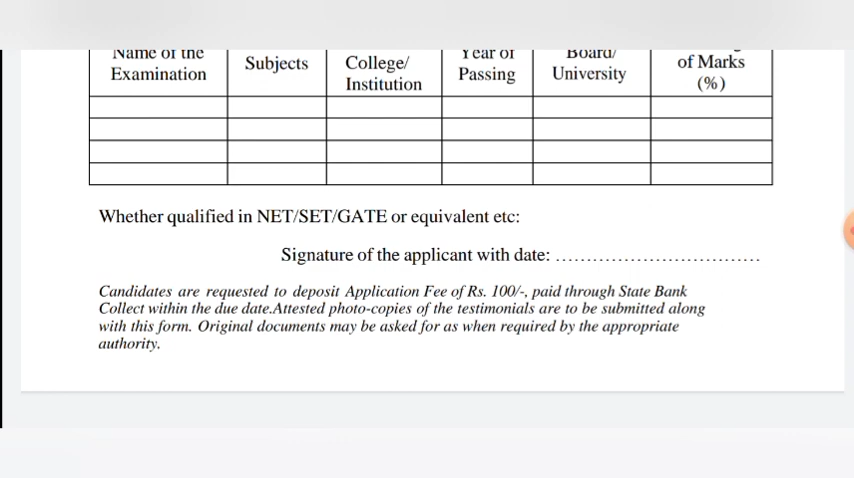 Name of the
Examination
Subjects
College/
Institution
Year of
Passing
Board/
University
of Marks
(%)
Whether qualified in NET/SET/GATE or equivalent etc:
Signature of the applicant with date: .................................
Candidates are requested to deposit Application Fee of Rs. 100/-, paid through State Bank
Collect within the due date.Attested photo-copies of the testimonials are to be submitted along
with this form. Original documents may be asked for as when required by the appropriate
authority.